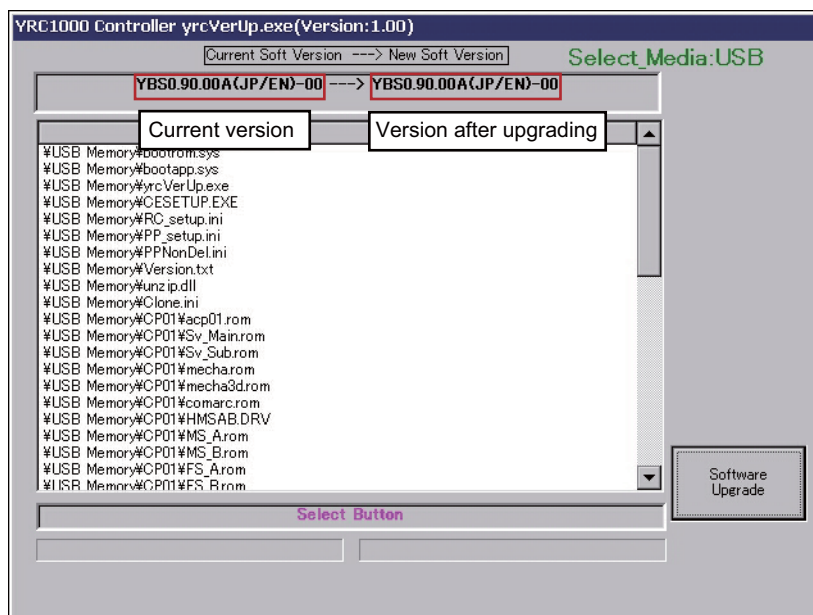 YRC1000 Controller yrcVerUp.exe(Version:1.00)
Current Soft Version ---> New Soft Version
Select_Media:USB
YBS0.90.00A(JP/EN)-00 ---> YBS0.90.00A(JP/EN)-00
Current version
Version after upgrading
¥USB Memory¥bootrom.sys
¥USB Memory¥bootapp.sys
¥USB Memory¥yrcVerUp.exe
¥USB Memory¥CESETUP.EXE
¥USB Memory¥RC_setup.ini
¥USB Memory¥PP_setup.ini
¥USB Memory¥PPNonDel.ini
¥USB Memory¥Version.txt
¥USB Memory¥unzip.dll
¥USB Memory¥Clone.ini
¥USB Memory¥CP01¥acp01.rom
¥USB Memory¥CP01¥Sv_Main.rom
¥USB Memory¥CP01¥Sv_Sub.rom
¥USB Memory¥CP01¥mecha.rom
¥USB Memory¥CP01¥mecha3d.rom
¥USB Memory¥CP01¥comarc.rom
¥USB Memory¥CP01¥HMSAB.DRV
¥USB Memory¥CP01¥MS_A.rom
¥USB Memory¥CP01¥MS_B.rom
¥USB Memory¥CP01¥FS_A.rom
¥USB Memory¥CP01¥FS_B.rom
Software
Upgrade
Select Button